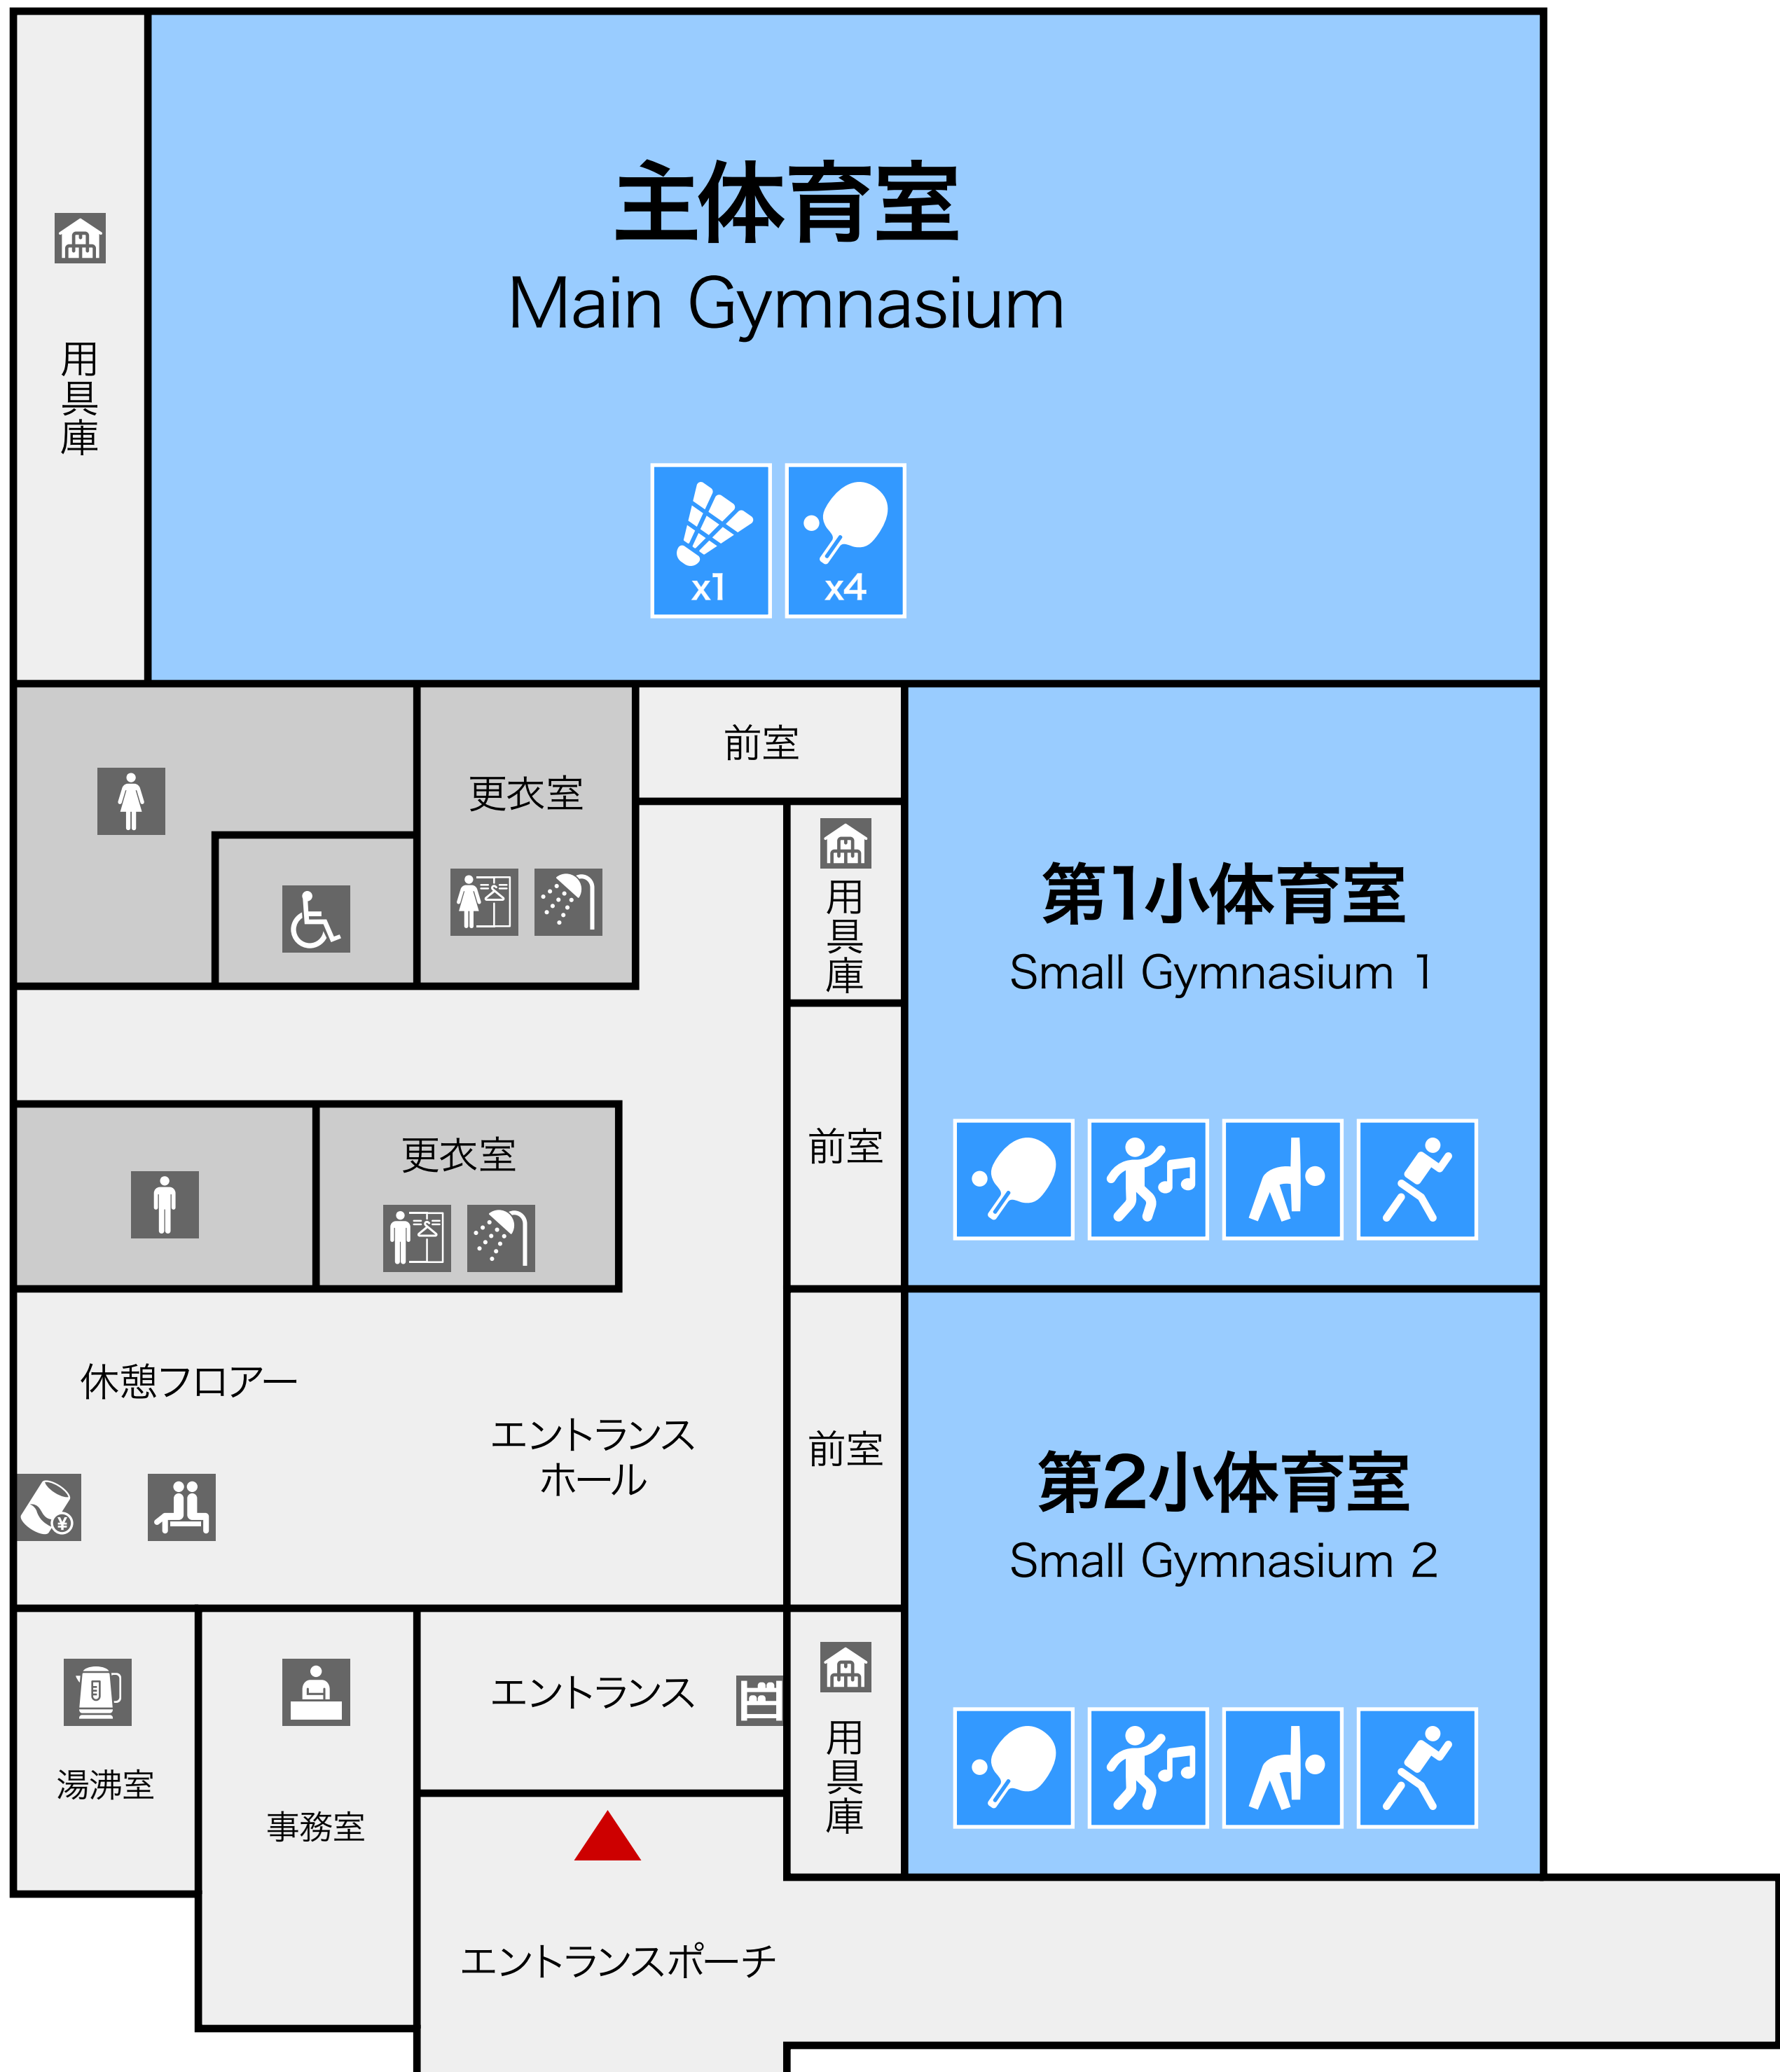 主体育室
Main Gymnasium
用具庫
x1
x4
前室
更衣室
用具庫
第1小体育室
Small Gymnasium 1
更衣室
前室
休憩フロアー
エントランス
ホール
前室
第2小体育室
Small Gymnasium 2
¥
エントランス
用具庫
湯沸室
事務室
エントランスポーチ